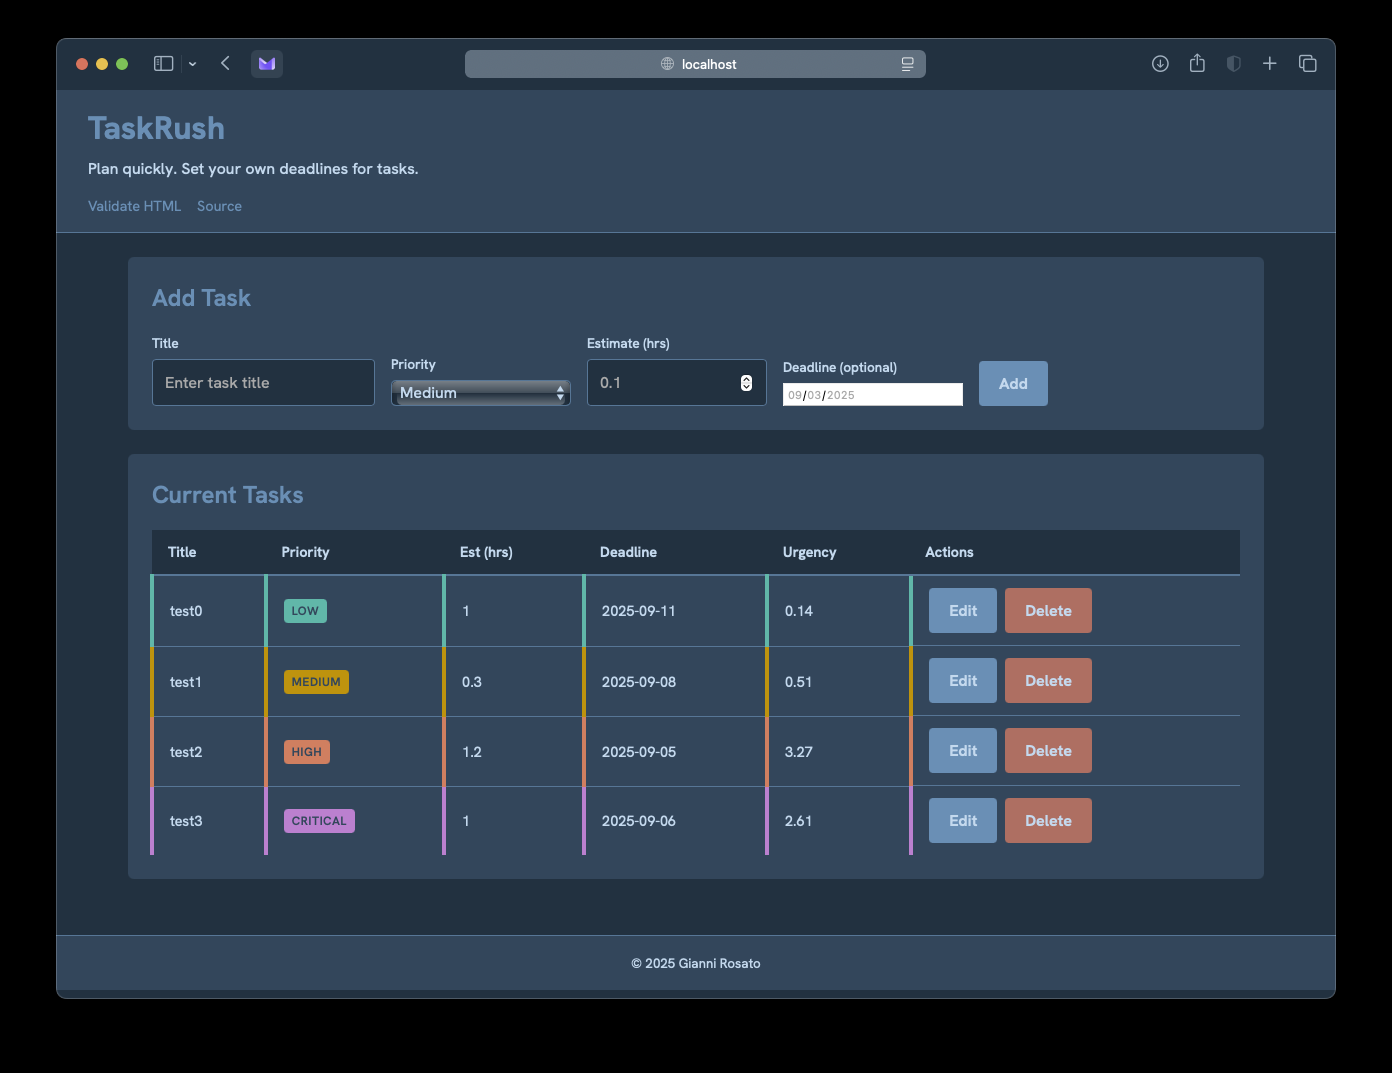 localhost
TaskRush
Plan quickly. Set your own deadlines for tasks.
Validate HTML Source
Add Task
Title Priority Estimate (hrs) Deadline (optional)
Enter task title Medium 0.1 09/03/2025 Add
Current Tasks
Title Priority Est (hrs) Deadline Urgency Actions
test0 LOW 1 2025-09-11 0.14 Edit Delete
test1 MEDIUM 0.3 2025-09-08 0.51 Edit Delete
test2 HIGH 1.2 2025-09-05 3.27 Edit Delete
test3 CRITICAL 1 2025-09-06 2.61 Edit Delete
© 2025 Gianni Rosato